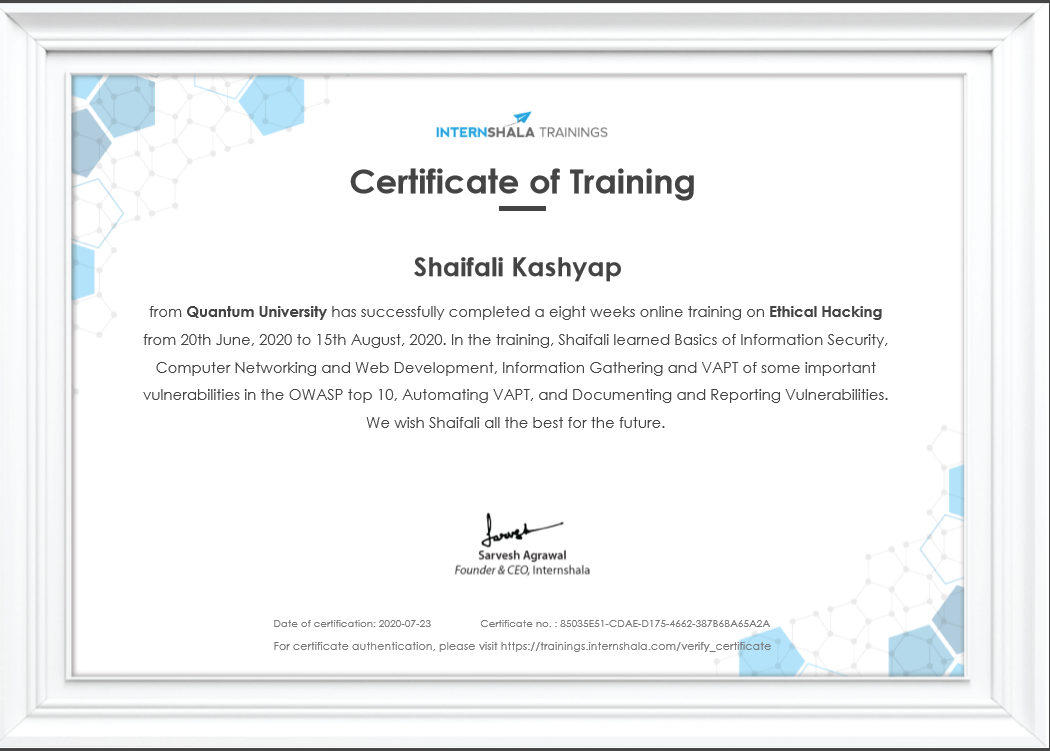 INTERNSHALA TRAININGS
Certificate of Training
Shaifali Kashyap
from Quantum University has successfully completed a eight weeks online training on Ethical Hacking
from 20th June, 2020 to 15th August, 2020. In the training, Shaifali learned Basics of Information Security,
Computer Networking and Web Development, Information Gathering and VAPT of some important
vulnerabilities in the OWASP top 10, Automating VAPT, and Documenting and Reporting Vulnerabilities.
We wish Shaifali all the best for the future.
Sarvesh
Sarvesh Agrawal
Founder & CEO, Internshala
Date of certification: 2020-07-23 Certificate no. : 85035E51-CDAE-D175-4662-387B6BA65A2A
For certificate authentication, please visit https://trainings.internshala.com/verify_certificate